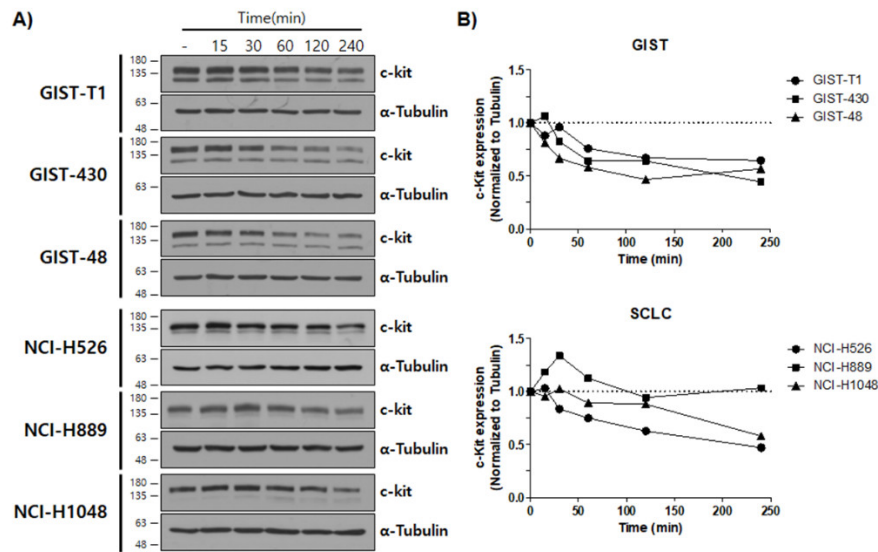 A)
Time(min)
- 15 30 60 120 240
GIST-T1
180
135
c-kit
63
48
α-Tubulin
GIST-430
180
135
c-kit
63
α-Tubulin
GIST-48
180
135
c-kit
63
48
α-Tubulin
NCI-H526
180
135
c-kit
63
48
α-Tubulin
NCI-H889
180
135
c-kit
63
48
α-Tubulin
NCI-H1048
180
135
c-kit
63
48
α-Tubulin
B)
GIST
c-Kit expression
(Normalized to Tubulin)
1.5
1.0
0.5
0.0
0 50 100 150 200 250
Time (min)
GIST-T1
GIST-430
GIST-48
SCLC
c-Kit expression
(Normalized to Tubulin)
1.5
1.0
0.5
0.0
0 50 100 150 200 250
Time (min)
NCI-H526
NCI-H889
NCI-H1048